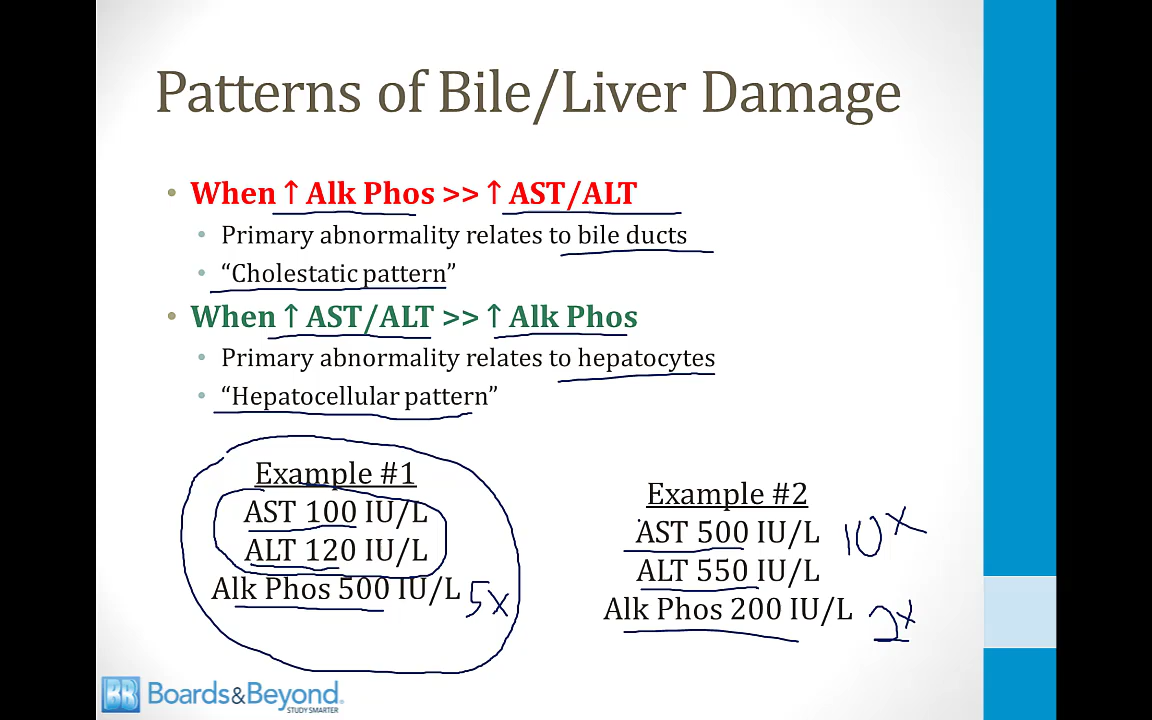 Patterns of Bile/Liver Damage
• When ↑ Alk Phos >> ↑ AST/ALT
• Primary abnormality relates to bile ducts
• “Cholestatic pattern”
• When ↑ AST/ALT >> ↑ Alk Phos
• Primary abnormality relates to hepatocytes
• “Hepatocellular pattern”
Example #1
AST 100 IU/L
ALT 120 IU/L
Alk Phos 500 IU/L 5x
Example #2
AST 500 IU/L 10x
ALT 550 IU/L
Alk Phos 200 IU/L 2x
BB Boards&Beyond.
STUDY SMARTER